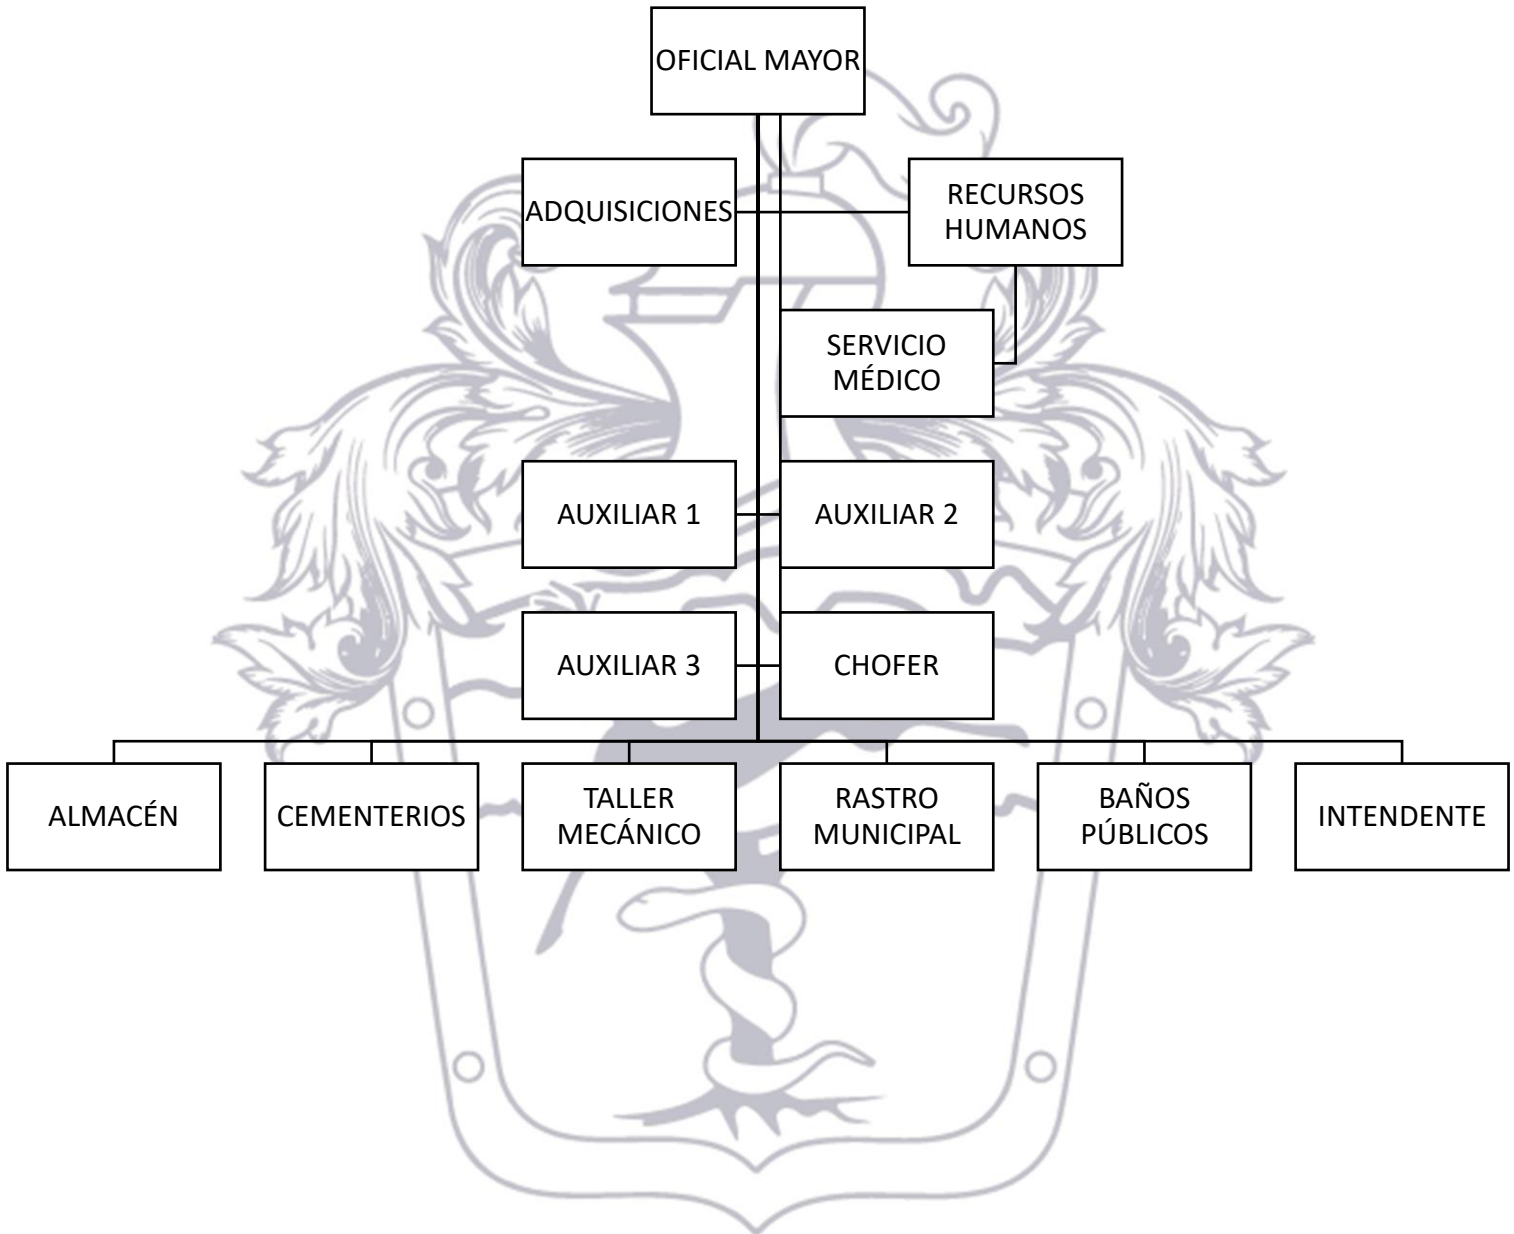 OFICIAL MAYOR
ADQUISICIONES
RECURSOS
HUMANOS
SERVICIO
MÉDICO
AUXILIAR 1
AUXILIAR 2
AUXILIAR 3
CHOFER
ALMACÉN
CEMENTERIOS
TALLER
MECÁNICO
RASTRO
MUNICIPAL
BAÑOS
PÚBLICOS
INTENDENTE